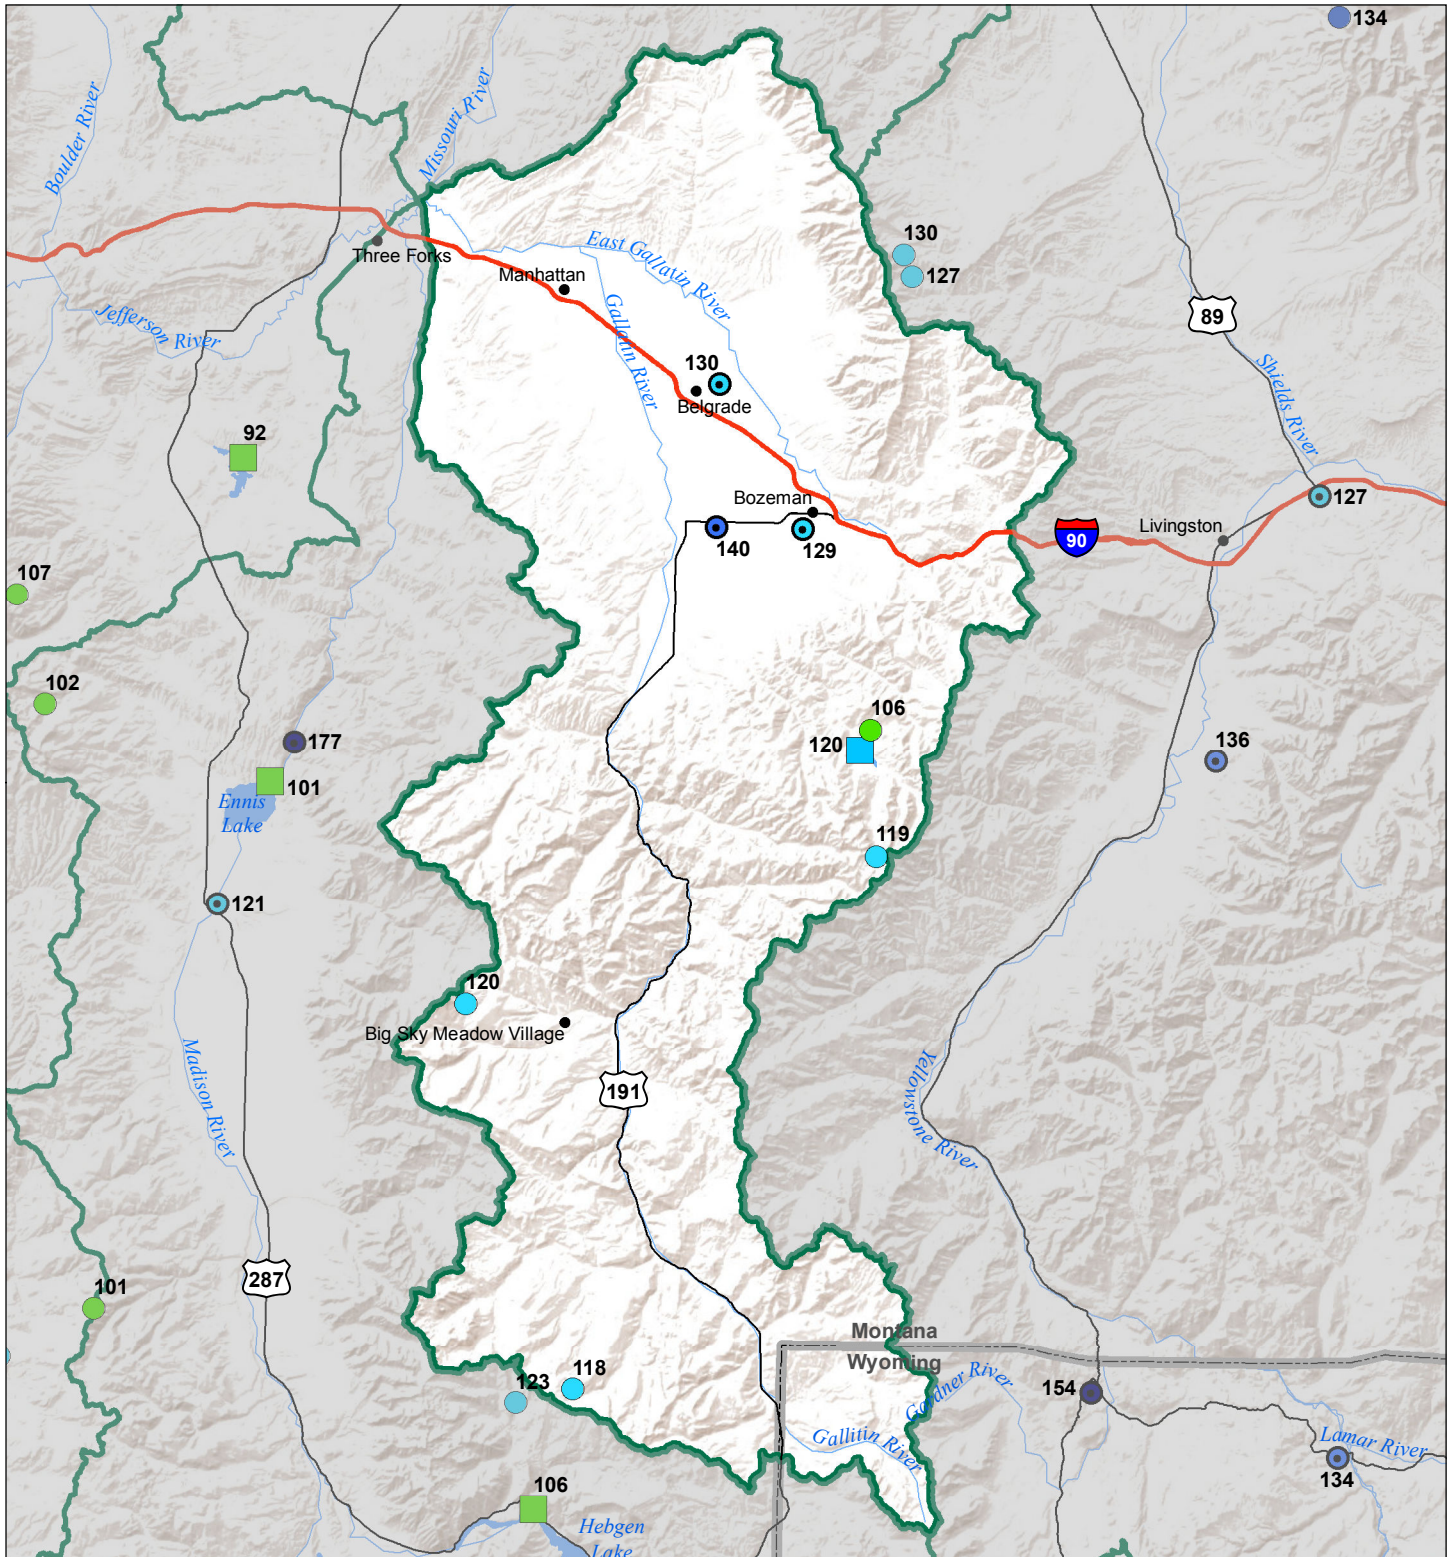 134
Boulder River
Missouri River
130
127
East Gallatin River
Three Forks
Manhattan
89
Jefferson River
Gallatin River
Shields River
130
Belgrade
92
Bozeman
127
Livingston
140
129
90
107
102
106
177
120
136
101
Ennis
Lake
119
121
120
Big Sky Meadow Village
Madison River
Yellowstone River
191
287
101
Montana
Wyoming
118
123
Gardner River
154
Gallitin River
Lamar River
134
106
Hebgen
Lake